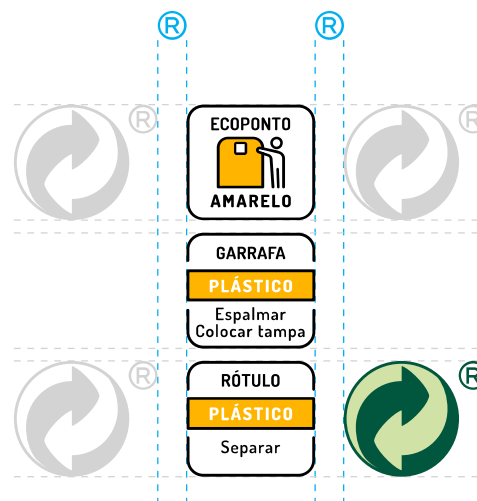 ® ®
® ®
ECOPONTO
AMARELO
GARRAFA
PLÁSTICO
Espalmar
Colocar tampa
RÓTULO
PLÁSTICO
Separar
® ®